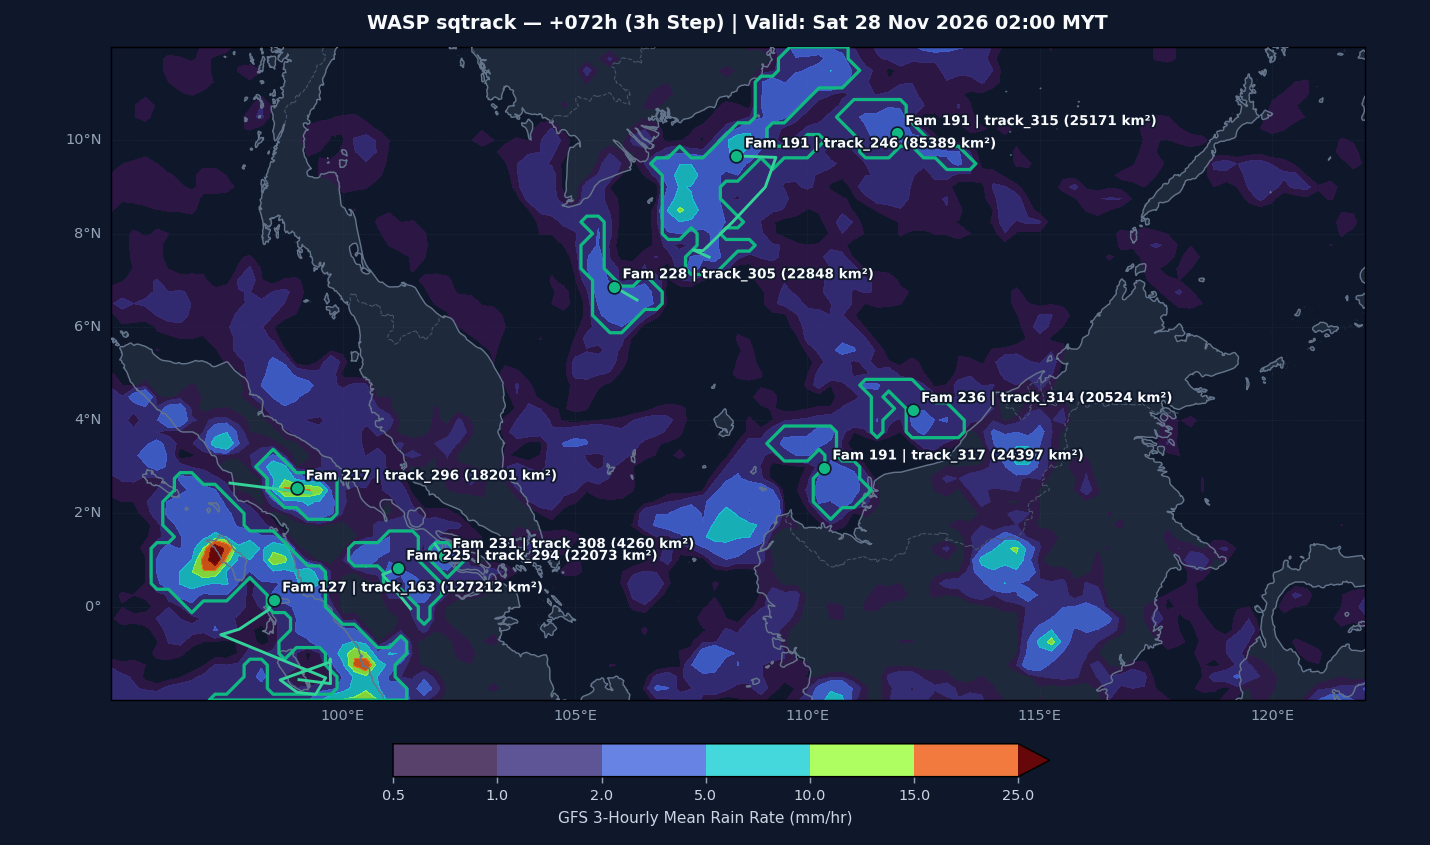 WASP sqtrack — +072h (3h Step) | Valid: Sat 28 Nov 2026 02:00 MYT
10°N
8°N
6°N
4°N
2°N
0°
Fam 191 | track_315 (25171 km²)
Fam 191 | track_246 (85389 km²)
Fam 228 | track_305 (22848 km²)
Fam 236 | track_314 (20524 km²)
Fam 191 | track_317 (24397 km²)
Fam 217 | track_296 (18201 km²)
Fam 231 | track_308 (4260 km²)
Fam 225 | track_294 (22073 km²)
Fam 127 | track_163 (127212 km²)
100°E 105°E 110°E 115°E 120°E
0.5 1.0 2.0 5.0 10.0 15.0 25.0
GFS 3-Hourly Mean Rain Rate (mm/hr)